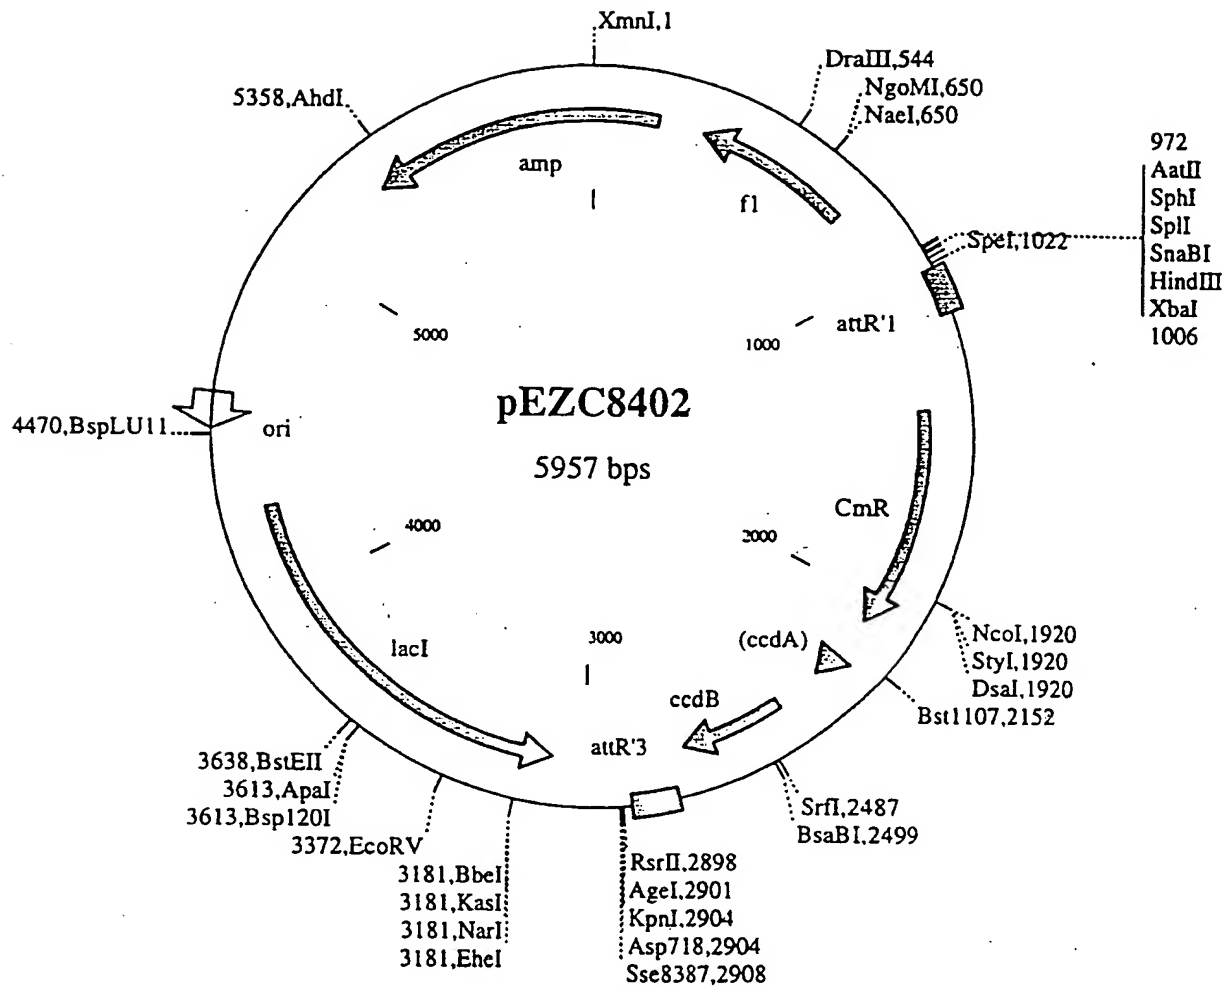 XmnI,1
DraIII,544
NgoMI,650
NaeI,650
5358,AhdI
972
AatII
SphI
SplI
SnaBI
HindIII
XbaI
1006
SpeI,1022
amp
f1
attR'1
5000
1000
pEZC8402
5957 bps
4470,BspLU11
ori
CmR
4000
2000
lacI
3000
(ccdA)
NcoI,1920
StyI,1920
DsaI,1920
Bst1107,2152
ccdB
attR'3
3638,BstEII
3613,ApaI
3613,Bsp120I
3372,EcoRV
3181,BbeI
3181,KasI
3181,NarI
3181,EheI
SrfI,2487
BsaBI,2499
RsrII,2898
AgeI,2901
KpnI,2904
Asp718,2904
Sse8387,2908